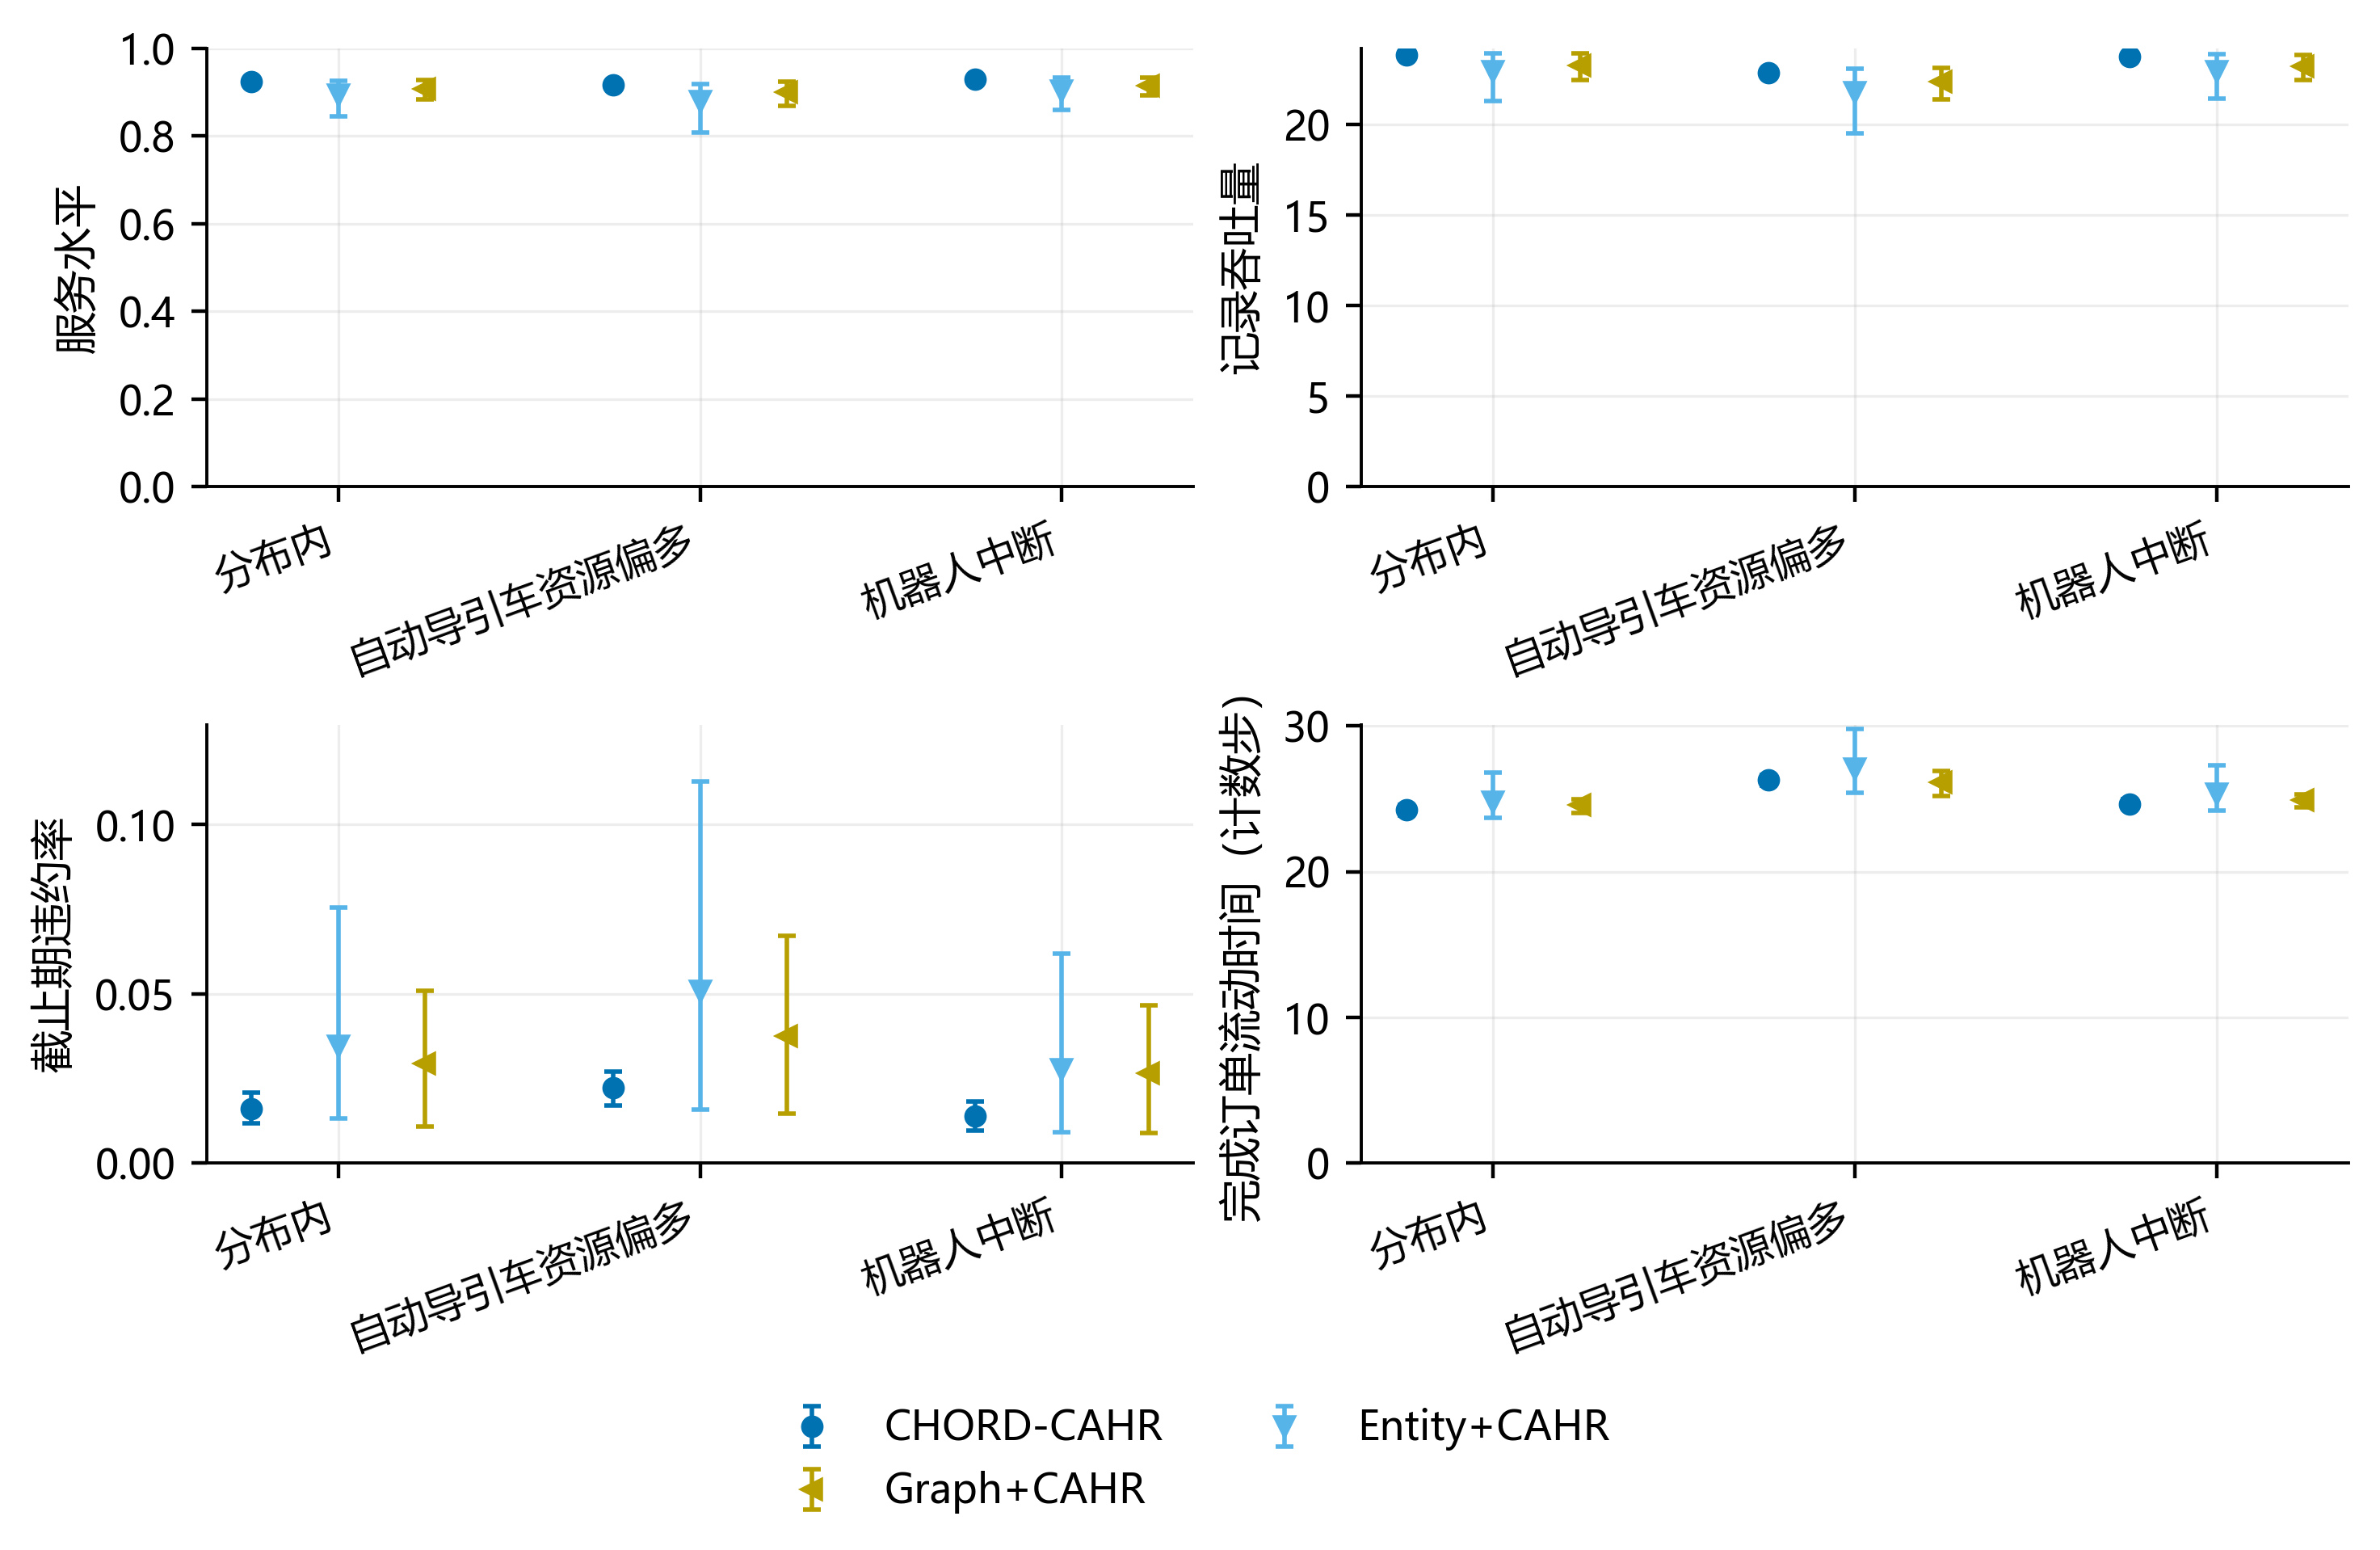 服务水平
1.0
0.8
0.6
0.4
0.2
0.0
分布内
自动导引车资源偏多
机器人中断
记录吞吐量
20
15
10
5
0
分布内
自动导引车资源偏多
机器人中断
截止期违约率
0.10
0.05
0.00
分布内
自动导引车资源偏多
机器人中断
完成订单流动时间（计数步）
30
20
10
0
分布内
自动导引车资源偏多
机器人中断
CHORD-CAHR
Entity+CAHR
Graph+CAHR